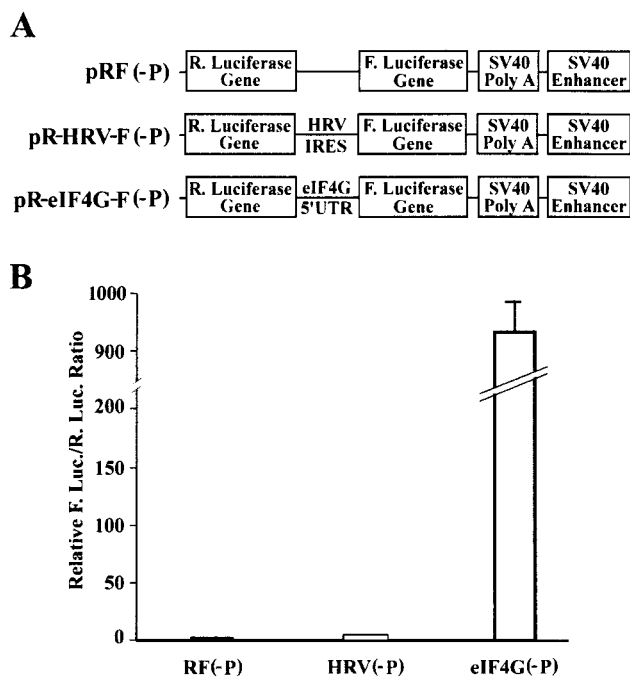 A
pRF (-P)
R. Luciferase Gene
F. Luciferase Gene
SV40 Poly A
SV40 Enhancer
pR-HRV-F (-P)
R. Luciferase Gene
HRV IRES
F. Luciferase Gene
SV40 Poly A
SV40 Enhancer
pR-eIF4G-F (-P)
R. Luciferase Gene
eIF4G 5'UTR
F. Luciferase Gene
SV40 Poly A
SV40 Enhancer
B
Relative F. Luc./R. Luc. Ratio
1000
900
200
150
100
50
0
RF(-P)
HRV(-P)
eIF4G(-P)